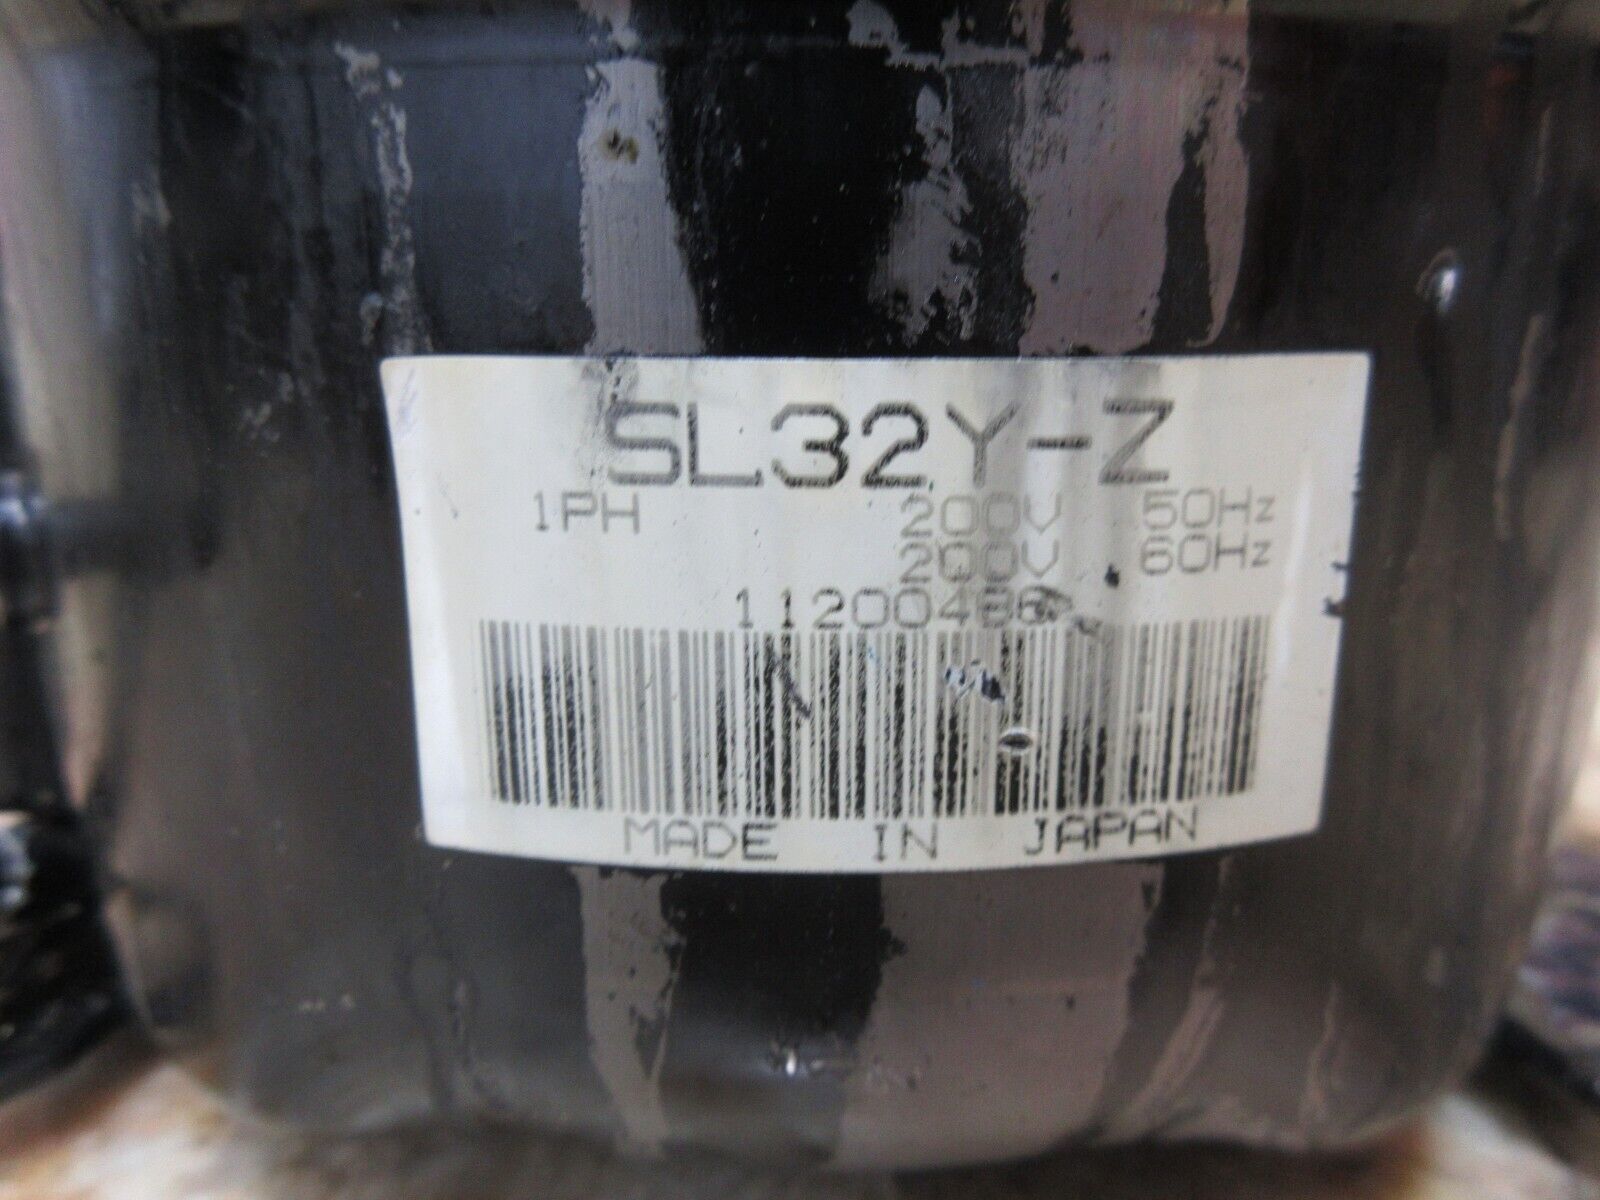 SL32Y-Z
1PH 200V 50Hz
200V 60Hz
MADE IN JAPAN